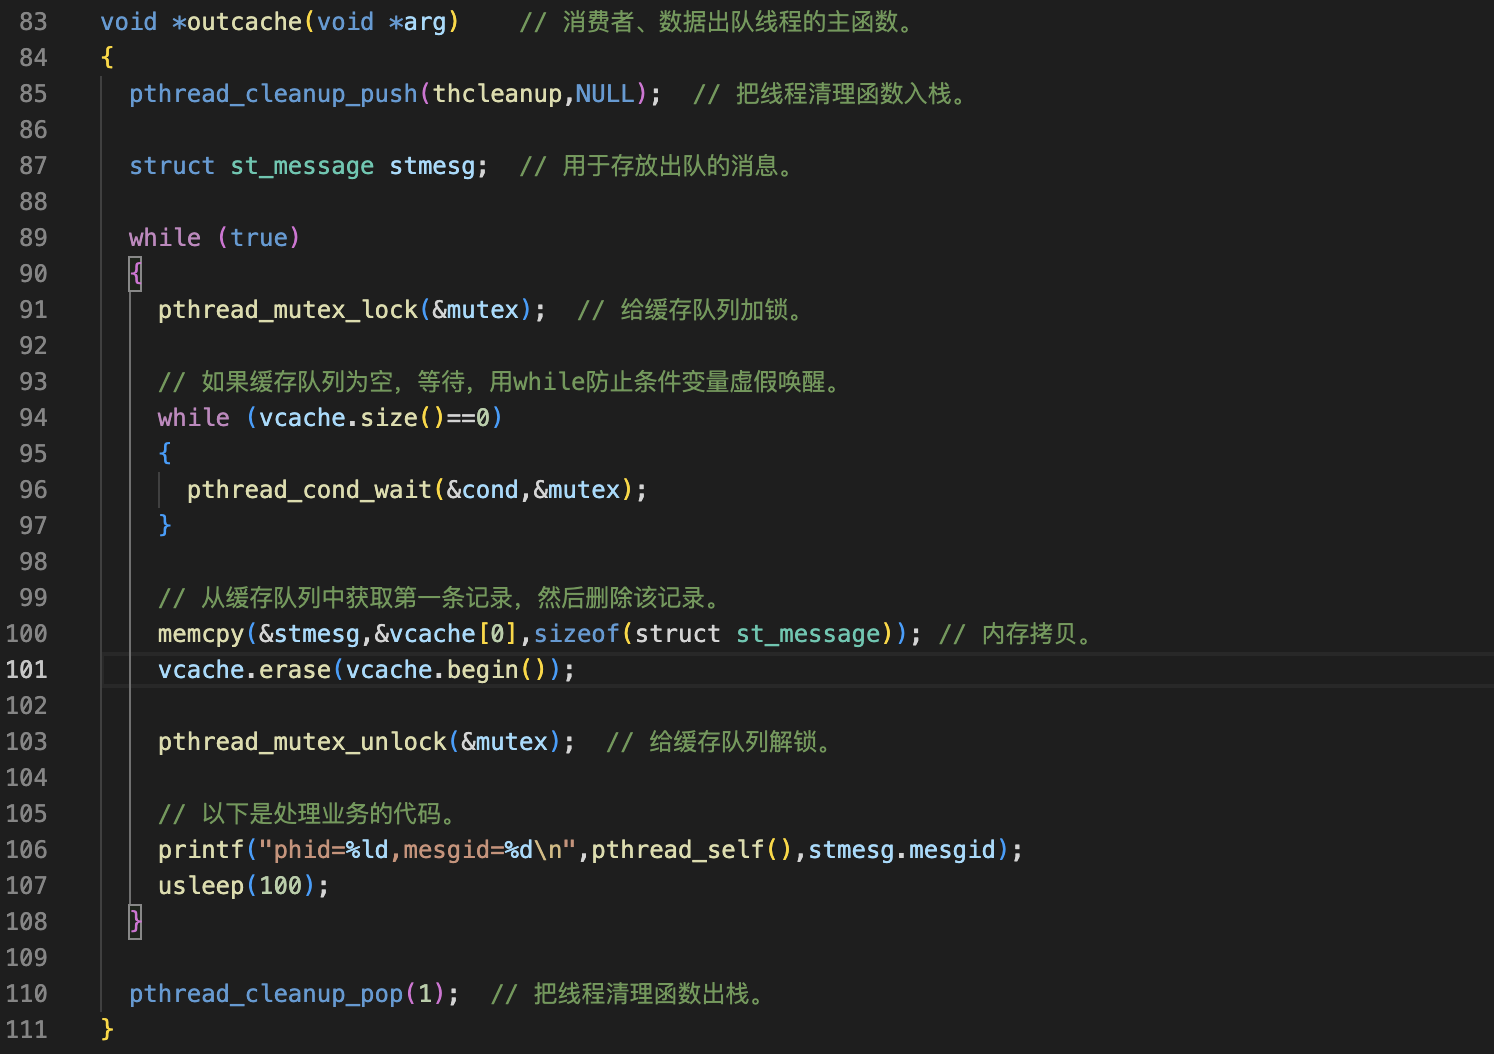 83 void *outcache(void *arg)    // 消费者、数据出队线程的主函数。
84 {
85   pthread_cleanup_push(thcleanup,NULL);  // 把线程清理函数入栈。
86
87   struct st_message stmesg;  // 用于存放出队的消息。
88
89   while (true)
90   {
91     pthread_mutex_lock(&mutex);  // 给缓存队列加锁。
92
93     // 如果缓存队列为空，等待，用while防止条件变量虚假唤醒。
94     while (vcache.size()==0)
95     {
96       pthread_cond_wait(&cond,&mutex);
97     }
98
99     // 从缓存队列中获取第一条记录，然后删除该记录。
100     memcpy(&stmesg,&vcache[0],sizeof(struct st_message)); // 内存拷贝。
101     vcache.erase(vcache.begin());
102
103     pthread_mutex_unlock(&mutex);  // 给缓存队列解锁。
104
105     // 以下是处理业务的代码。
106     printf("phid=%ld,mesgid=%d\n",pthread_self(),stmesg.mesgid);
107     usleep(100);
108   }
109
110   pthread_cleanup_pop(1);  // 把线程清理函数出栈。
111 }